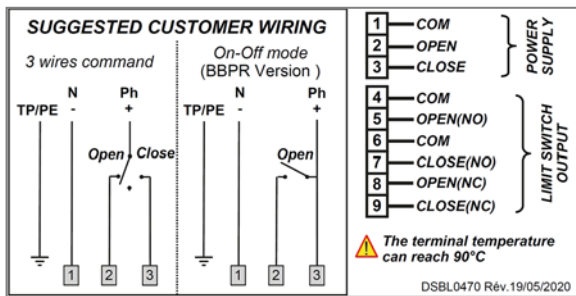 SUGGESTED CUSTOMER WIRING
3 wires command
N Ph
TP/PE - +
Open Close
1 2 3
On-Off mode
(BBPR Version )
N Ph
TP/PE - +
Open
1 2 3
1 COM
2 OPEN
3 CLOSE
POWER
SUPPLY
4 COM
5 OPEN(NO)
6 COM
7 CLOSE(NO)
8 OPEN(NC)
9 CLOSE(NC)
LIMIT SWITCH
OUTPUT
The terminal temperature
can reach 90°C
DSBL0470 Rév.19/05/2020